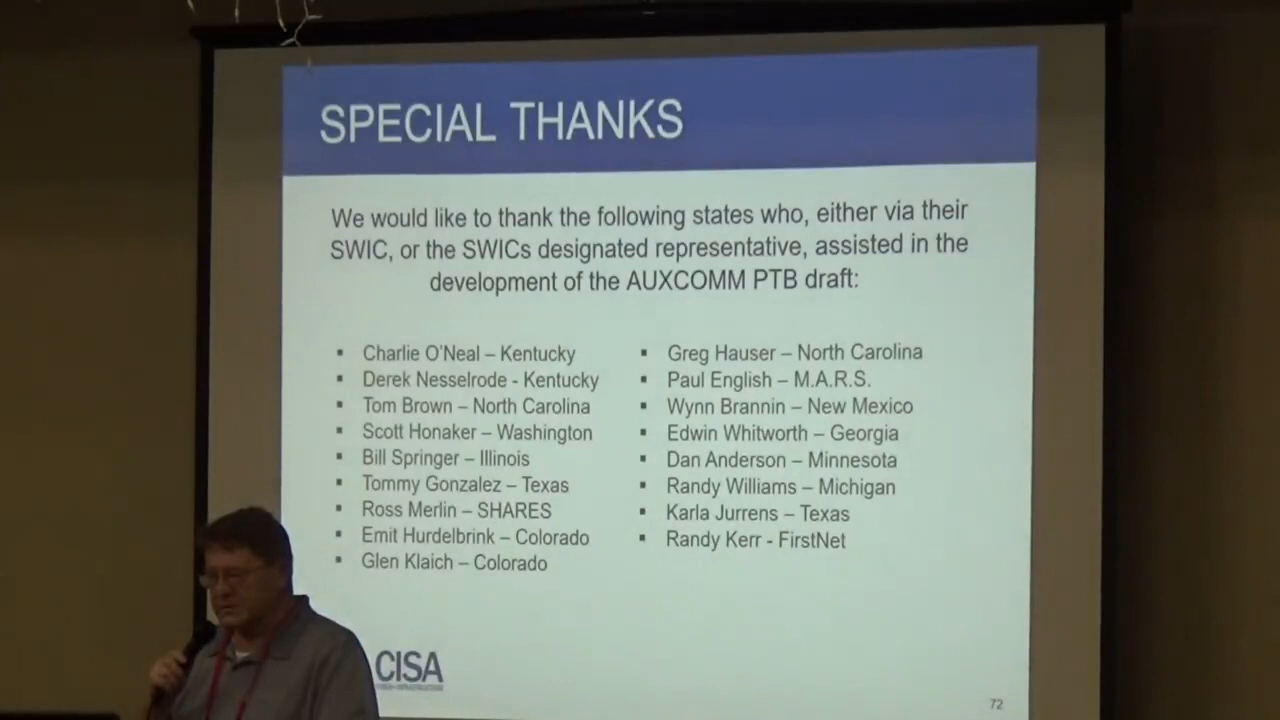 SPECIAL THANKS
We would like to thank the following states who, either via their
SWIC, or the SWICs designated representative, assisted in the
development of the AUXCOMM PTB draft:
▪ Charlie O'Neal – Kentucky
▪ Derek Nesselrode - Kentucky
▪ Tom Brown – North Carolina
▪ Scott Honaker – Washington
▪ Bill Springer – Illinois
▪ Tommy Gonzalez – Texas
▪ Ross Merlin – SHARES
▪ Emit Hurdelbrink – Colorado
▪ Glen Klaich – Colorado
▪ Greg Hauser – North Carolina
▪ Paul English – M.A.R.S.
▪ Wynn Brannin – New Mexico
▪ Edwin Whitworth – Georgia
▪ Dan Anderson – Minnesota
▪ Randy Williams – Michigan
▪ Karla Jurrens – Texas
▪ Randy Kerr - FirstNet
CISA
72